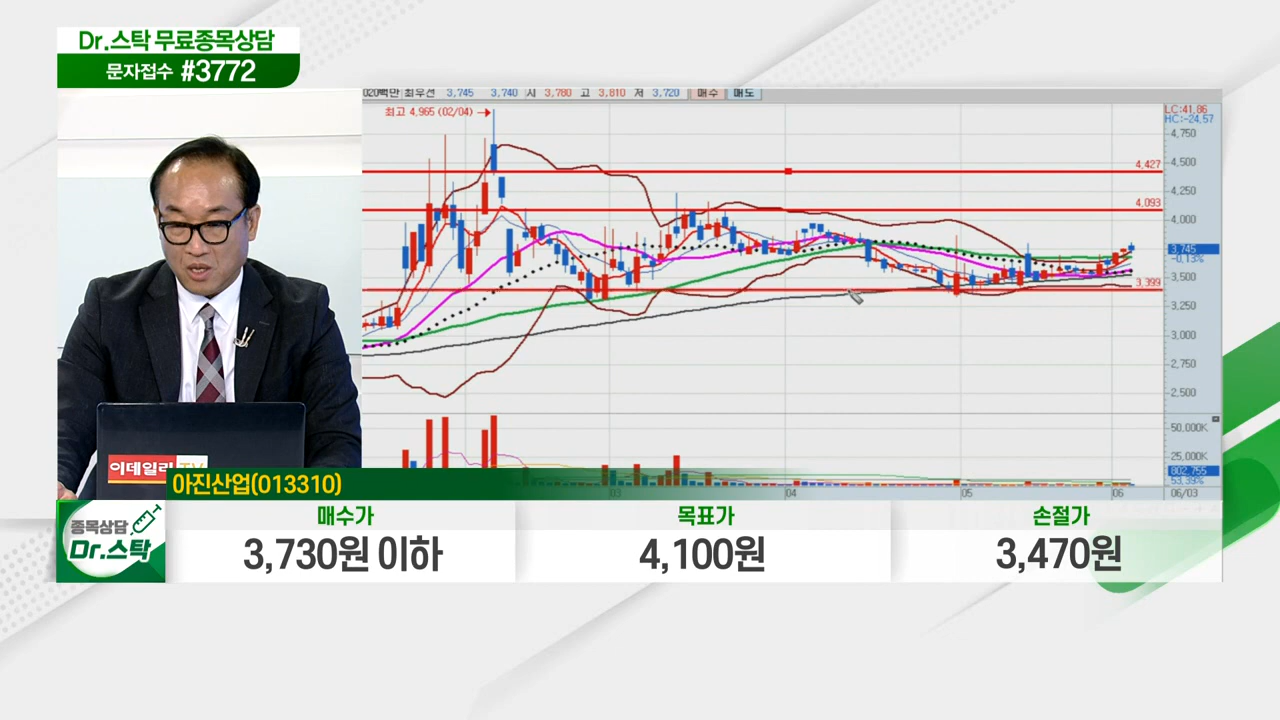 Dr.스탁 무료종목상담
문자접수 #3772
020백만 최우선 3,745 3,740 시 3,780 고 3,810 저 3,720 매수 매도
최고 4,965 (02/04) →
LC:41,86
HC:-24,57
4,750
4,500
4,427
4,250
4,093
4,000
3,745
-0,13%
3,500
3,399
3,250
3,000
2,750
2,500
50,000K
25,000K
802,755
53,39%
03
04
05
06
06/03
이데일리 TV
아진산업(013310)
종목상담
Dr.스탁
매수가
목표가
손절가
3,730원 이하
4,100원
3,470원